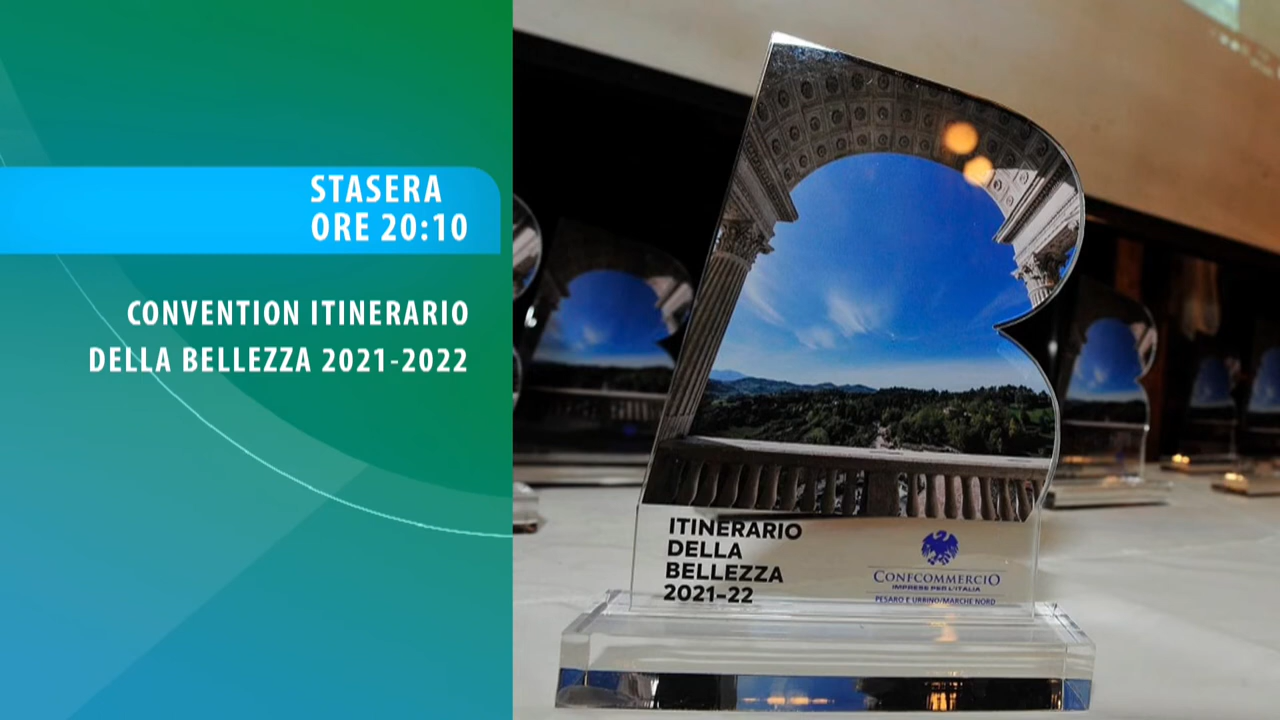 STASERA
ORE 20:10
CONVENTION ITINERARIO
DELLA BELLEZZA 2021-2022
ITINERARIO
DELLA
BELLEZZA
2021-22
CONFCOMMERCIO
IMPRESE PER L'ITALIA
PESARO E URBINO/MARCHE NORD